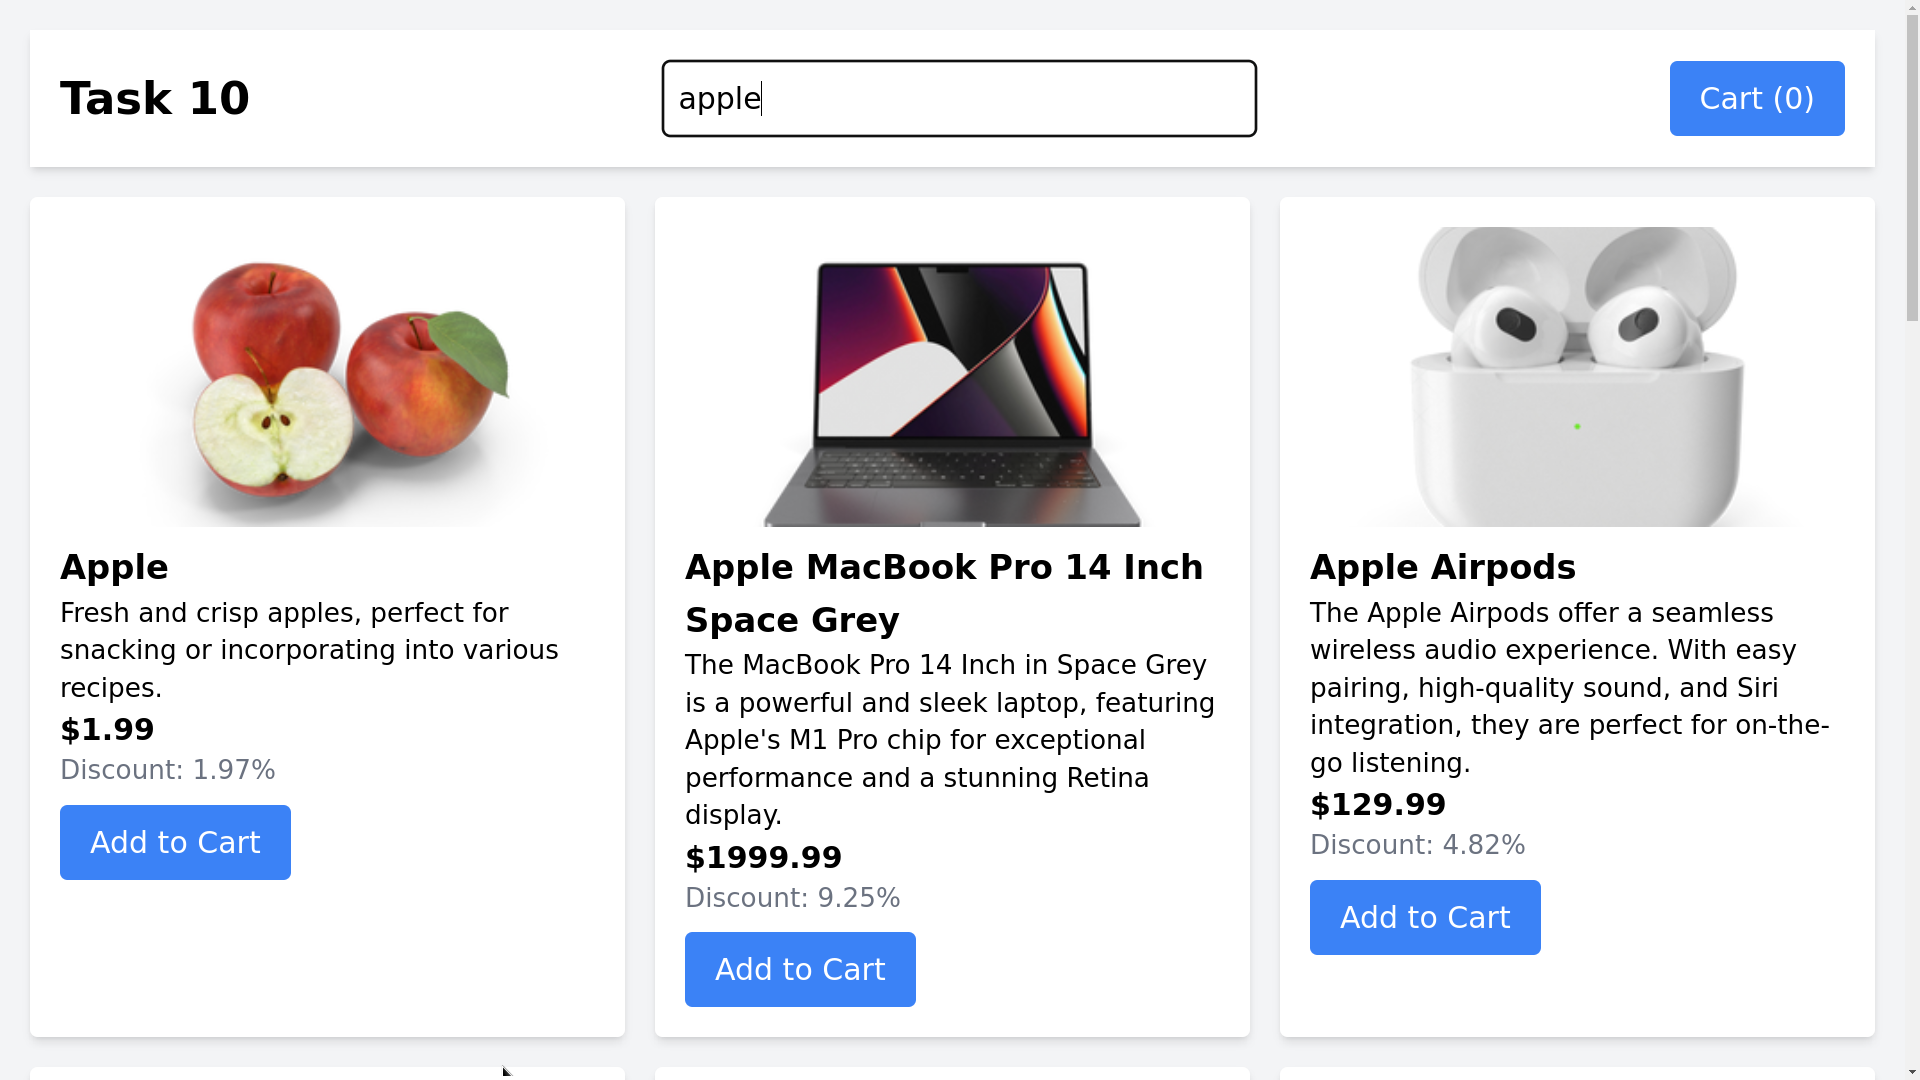 Task 10
apple
Cart (0)
Apple
Fresh and crisp apples, perfect for
snacking or incorporating into various
recipes.
$1.99
Discount: 1.97%
Add to Cart
Apple MacBook Pro 14 Inch
Space Grey
The MacBook Pro 14 Inch in Space Grey
is a powerful and sleek laptop, featuring
Apple's M1 Pro chip for exceptional
performance and a stunning Retina
display.
$1999.99
Discount: 9.25%
Add to Cart
Apple Airpods
The Apple Airpods offer a seamless
wireless audio experience. With easy
pairing, high-quality sound, and Siri
integration, they are perfect for on-the-
go listening.
$129.99
Discount: 4.82%
Add to Cart